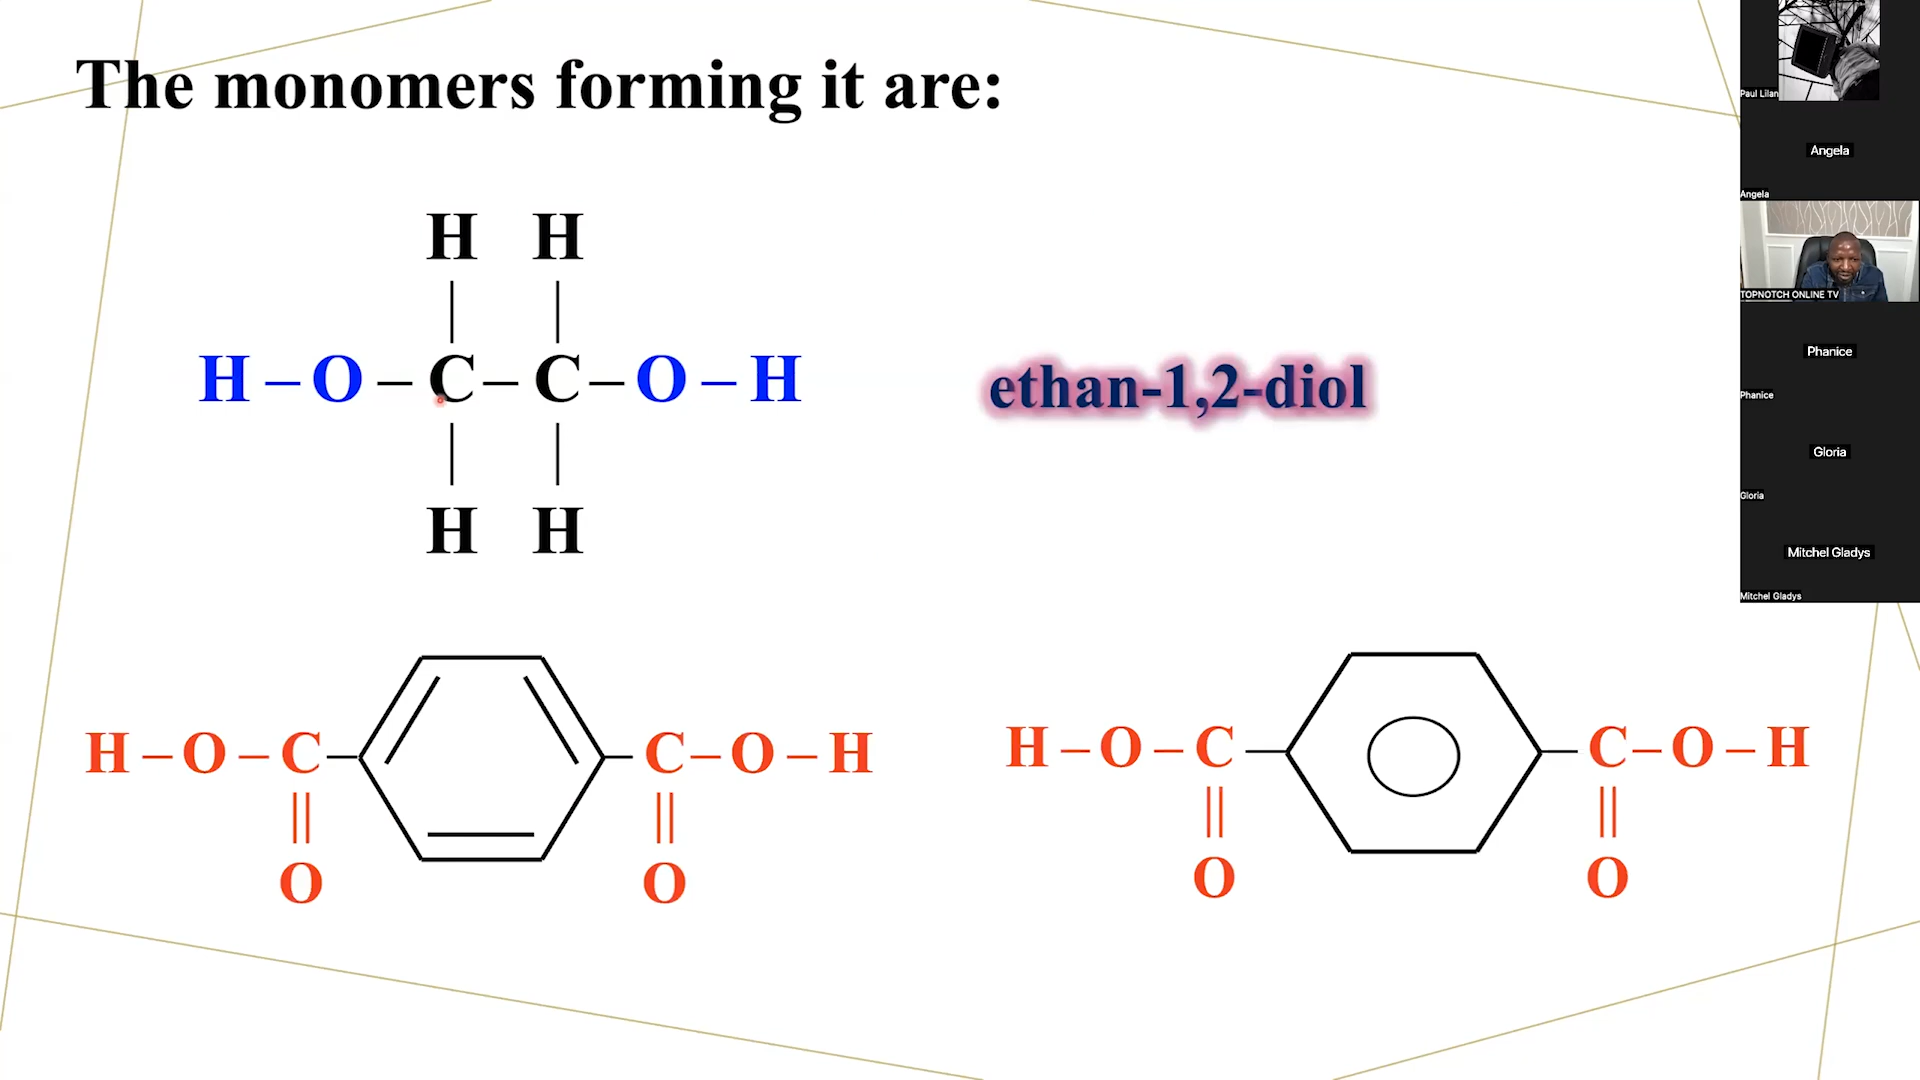 The monomers forming it are:
H H
H – O – C – C – O – H
H H
ethan-1,2-diol
H – O – C C – O – H
O O
H – O – C C – O – H
O O
Paul Lilan
Angela
Angela
TOPNOTCH ONLINE TV
Phanice
Phanice
Gloria
Gloria
Mitchel Gladys
Mitchel Gladys